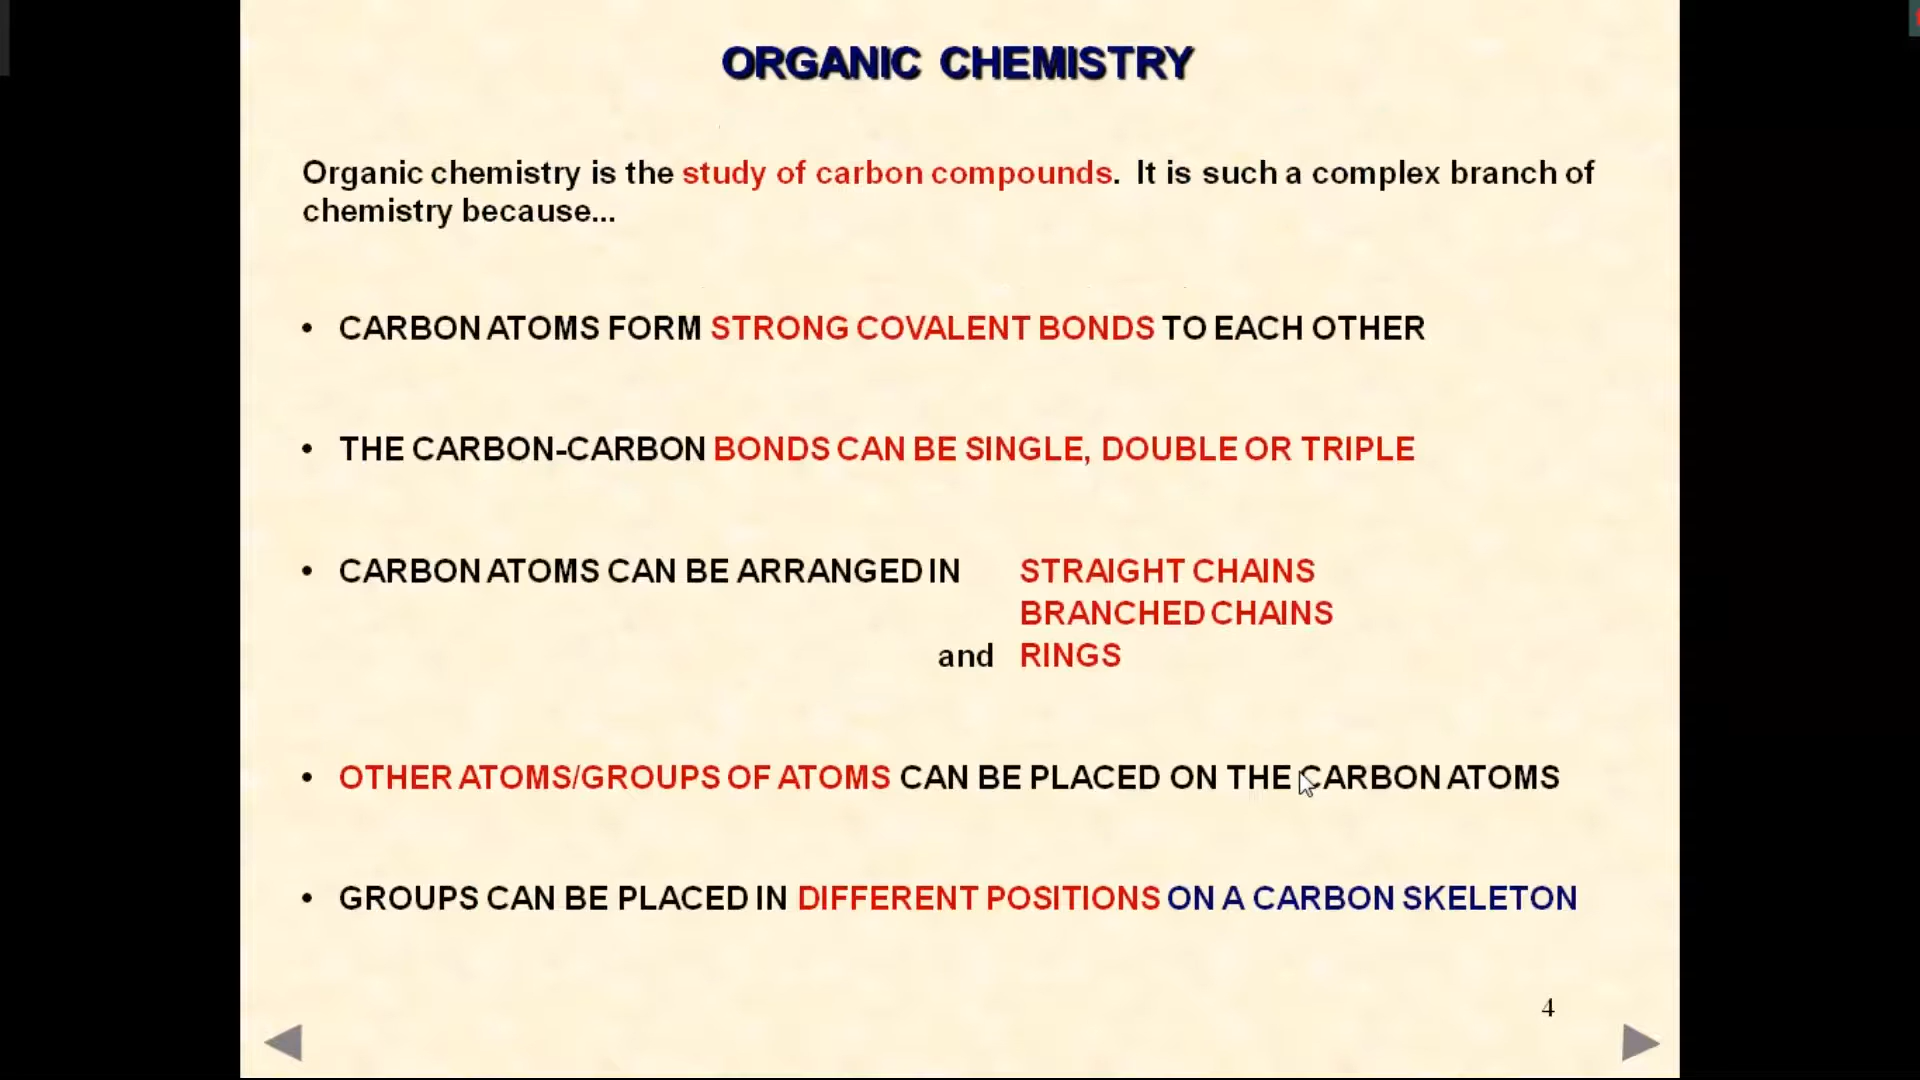 ORGANIC CHEMISTRY
Organic chemistry is the study of carbon compounds. It is such a complex branch of
chemistry because...
• CARBON ATOMS FORM STRONG COVALENT BONDS TO EACH OTHER
• THE CARBON-CARBON BONDS CAN BE SINGLE, DOUBLE OR TRIPLE
• CARBON ATOMS CAN BE ARRANGED IN STRAIGHT CHAINS
BRANCHED CHAINS
and RINGS
• OTHER ATOMS/GROUPS OF ATOMS CAN BE PLACED ON THE CARBON ATOMS
• GROUPS CAN BE PLACED IN DIFFERENT POSITIONS ON A CARBON SKELETON
4